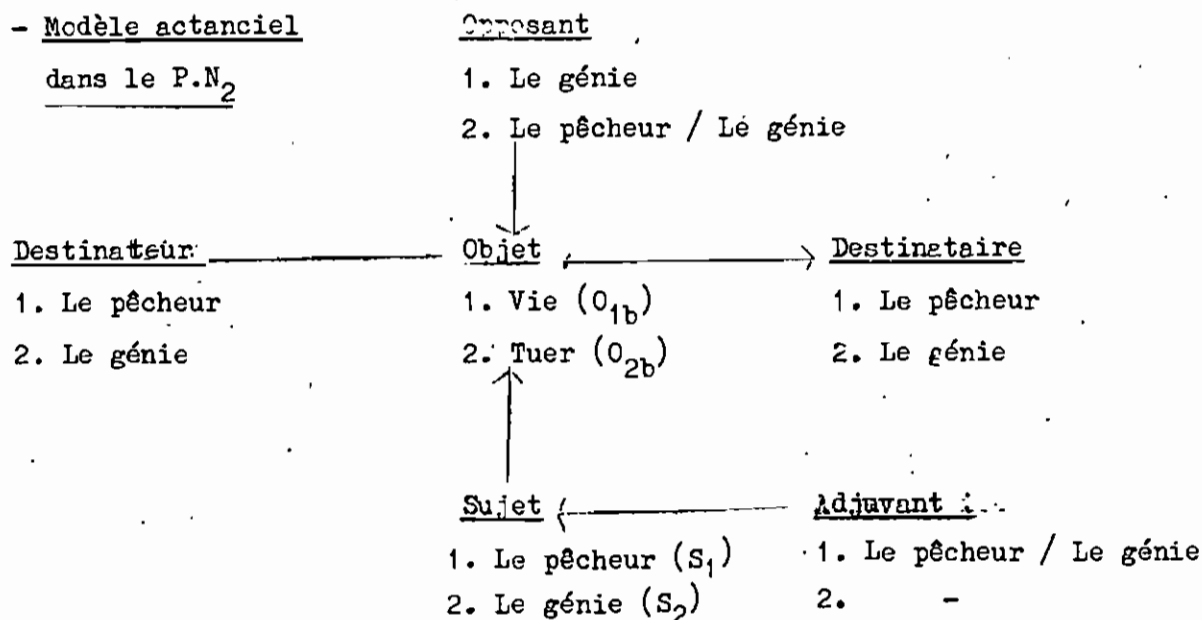 - Modèle actanciel
dans le P.N2
Opposant
1. Le génie
2. Le pêcheur / Le génie
Destinateur:
1. Le pêcheur
2. Le génie
Objet
1. Vie (O1b)
2. Tuer (O2b)
Destinataire
1. Le pêcheur
2. Le génie
Sujet
1. Le pêcheur (S1)
2. Le génie (S2)
Adjuvant :
1. Le pêcheur / Le génie
2. -